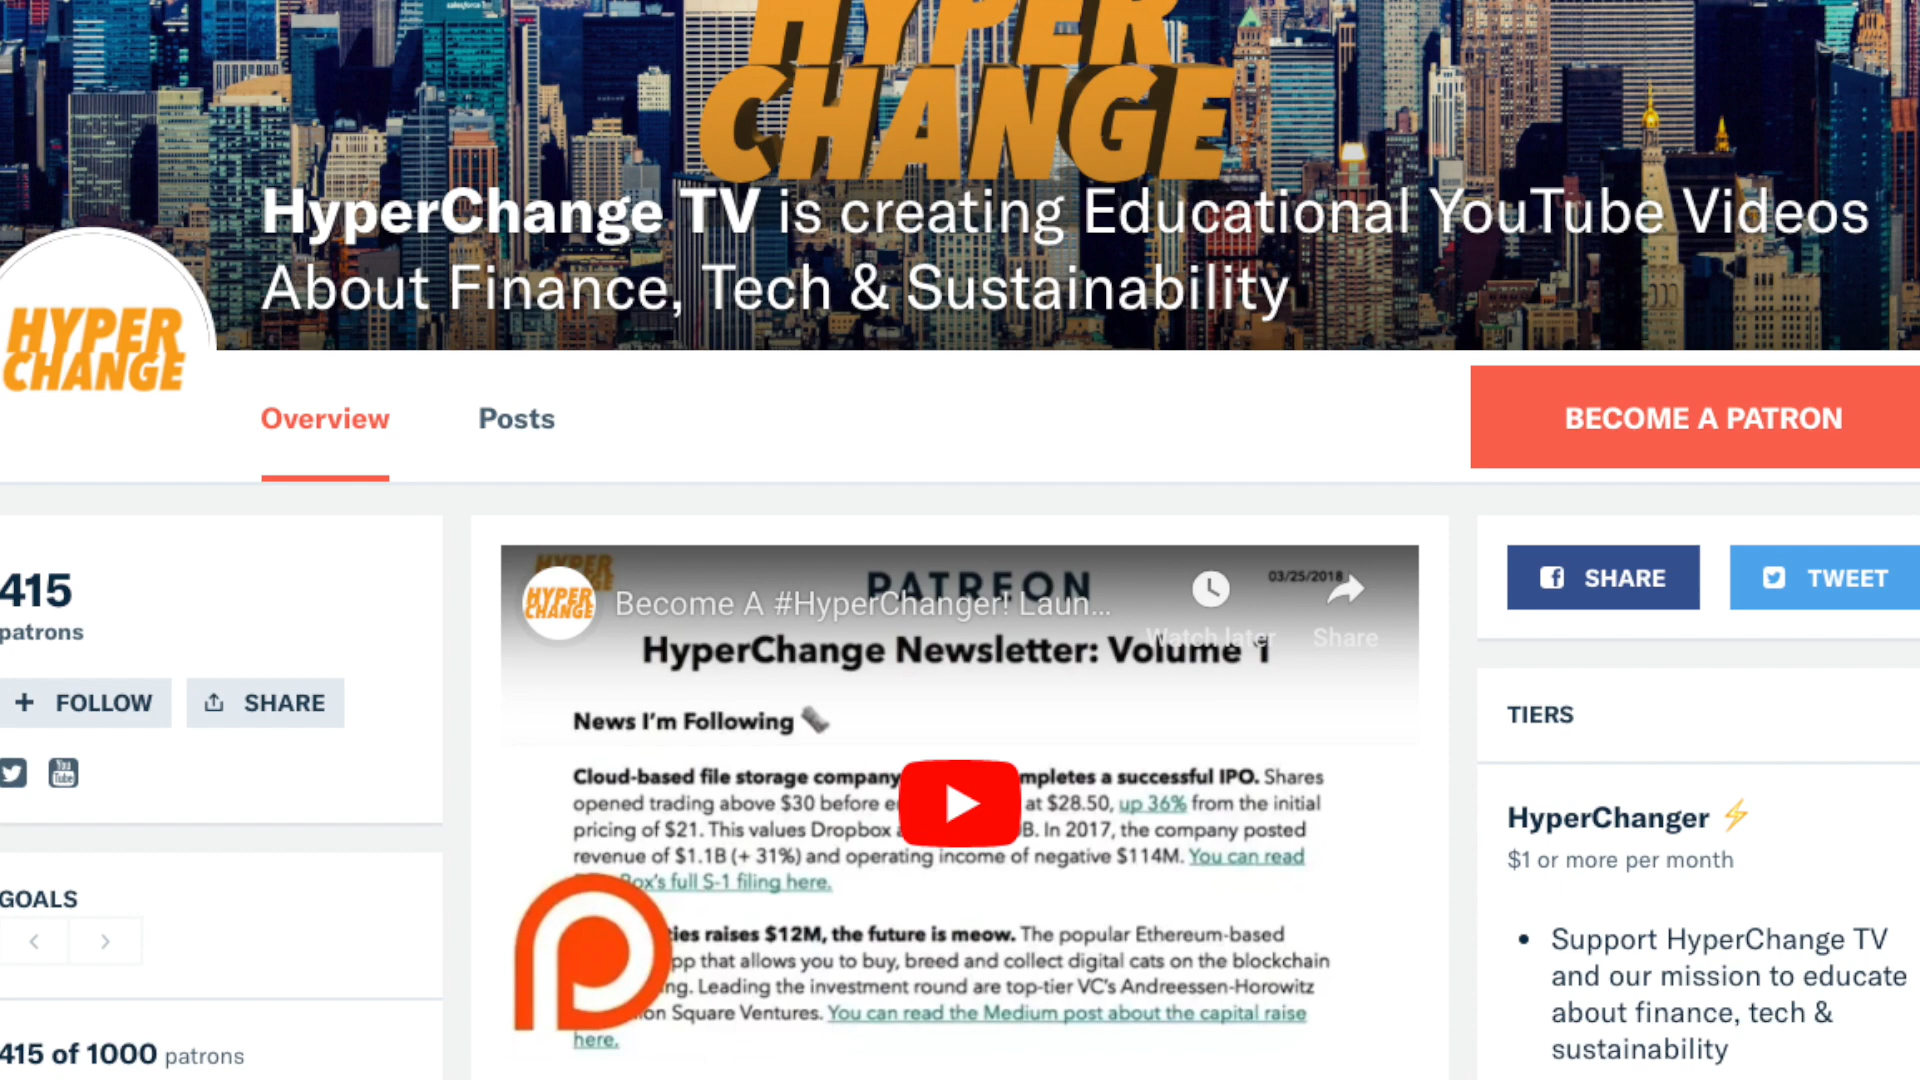 salesforce
HYPER
CHANGE
HyperChange TV is creating Educational YouTube Videos
About Finance, Tech & Sustainability
HYPER
CHANGE
Overview
Posts
BECOME A PATRON
415
patrons
+ FOLLOW
SHARE
You
Tube
GOALS
415 of 1000 patrons
HYPER
HYPER
CHANGE
PATREON
03/25/2018
Become A #HyperChanger! Laun...
Watch later
Share
HyperChange Newsletter: Volume 1
News I'm Following
Cloud-based file storage company mpletes a successful IPO. Shares
opened trading above $30 before at $28.50, up 36% from the initial
pricing of $21. This values Dropbox B. In 2017, the company posted
revenue of $1.1B (+ 31%) and operating income of negative $114M. You can read
ox's full S-1 filing here.
ties raises $12M, the future is meow. The popular Ethereum-based
pp that allows you to buy, breed and collect digital cats on the blockchain
ng. Leading the investment round are top-tier VC's Andreessen-Horowitz
on Square Ventures. You can read the Medium post about the capital raise
here.
SHARE
TWEET
TIERS
HyperChanger ⚡
$1 or more per month
• Support HyperChange TV
and our mission to educate
about finance, tech &
sustainability